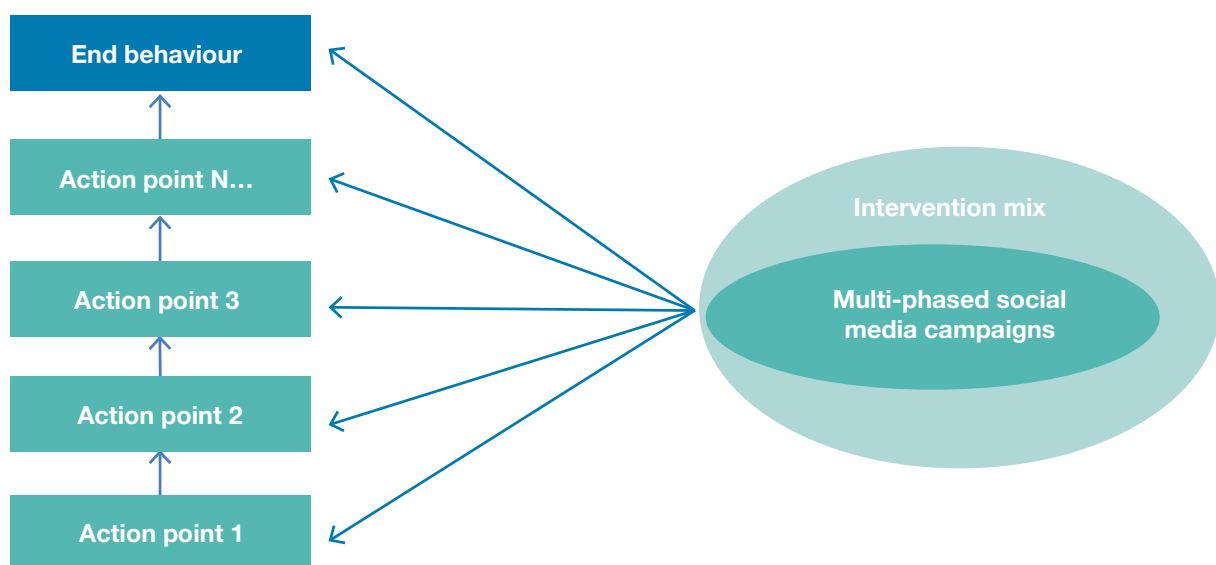 End behaviour
Action point N...
Action point 3
Action point 2
Action point 1
Intervention mix
Multi-phased social
media campaigns